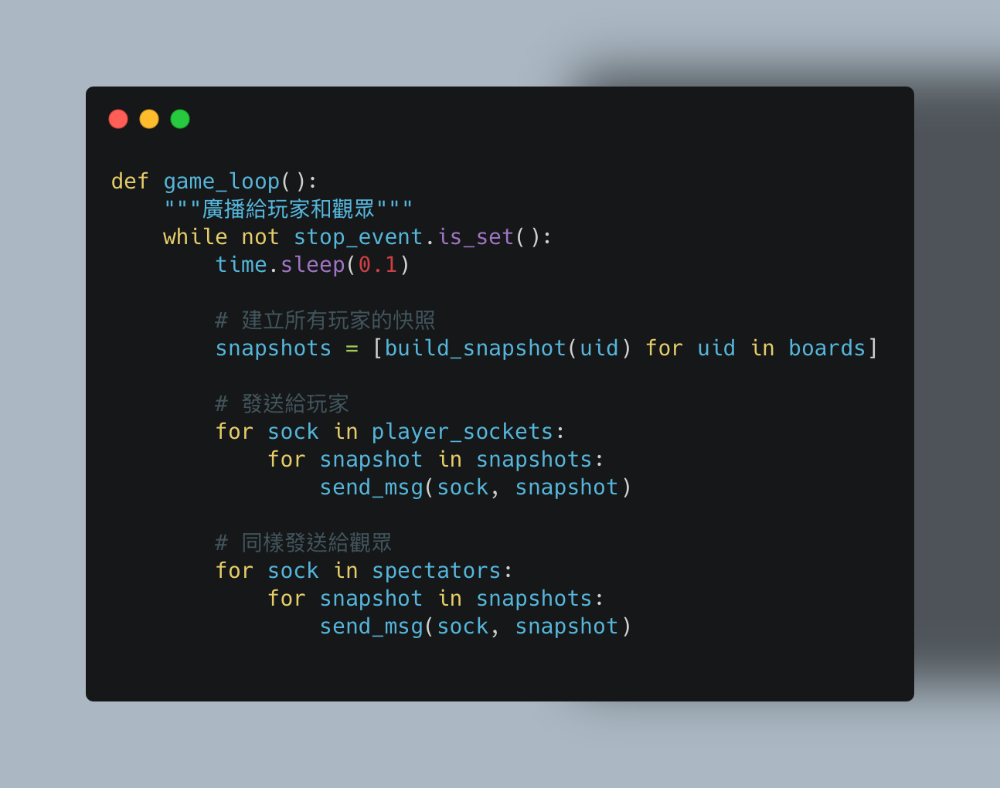 def game_loop():
    """廣播給玩家和觀眾"""
    while not stop_event.is_set():
        time.sleep(0.1)

        # 建立所有玩家的快照
        snapshots = [build_snapshot(uid) for uid in boards]

        # 發送給玩家
        for sock in player_sockets:
            for snapshot in snapshots:
                send_msg(sock, snapshot)

        # 同樣發送給觀眾
        for sock in spectators:
            for snapshot in snapshots:
                send_msg(sock, snapshot)